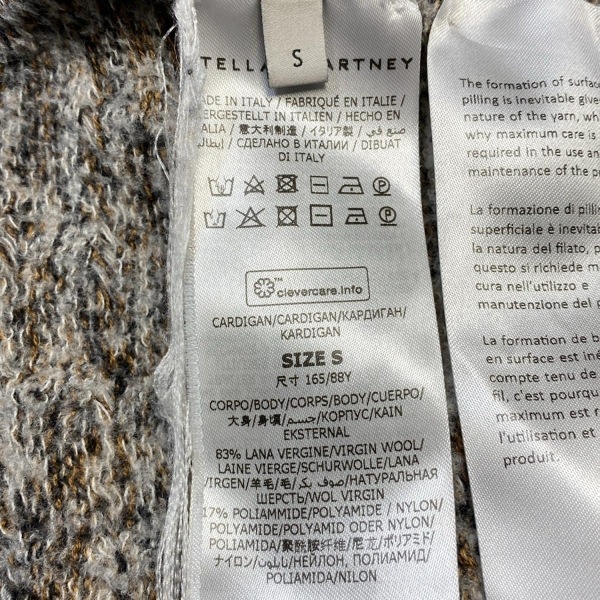 S
STELLA McCARTNEY
MADE IN ITALY / FABRIQUÉ EN ITALIE /
HERGESTELLT IN ITALIEN / HECHO EN
ITALIA / 意大利制造 / イタリア製 / صنع في
إيطاليا / СДЕЛАНО В ИТАЛИИ / DIBUAT
DI ITALY
P
P
™
clevercare.info
CARDIGAN/CARDIGAN/КАРДИГАН/
KARDIGAN
SIZE S
尺寸 165/88Y
CORPO/BODY/CORPS/BODY/CUERPO/
大身/身頃/جسم/КОРПУС/KAIN
EKSTERNAL
83% LANA VERGINE/VIRGIN WOOL/
LAINE VIERGE/SCHURWOLLE/LANA
VIRGEN/羊毛/毛/صوف بكر/НАТУРАЛЬНАЯ
ШЕРСТЬ/WOL VIRGIN
17% POLIAMMIDE/POLYAMIDE / NYLON/
POLYAMIDE/POLYAMID ODER NYLON/
POLIAMIDA/聚酰胺纤维/尼龙/ポリアミド/
ナイロン/نايلون/НЕЙЛОН, ПОЛИАМИД/
POLIAMIDA/NILON
The formation of surface
pilling is inevitable give
nature of the yarn, wh
why maximum care is
required in the use an
maintenance of the p
La formazione di pill
superficiale è inevitab
la natura del filato, p
questo si richiede m
cura nell'utilizzo e
manutenzione del p
La formation de b
en surface est iné
compte tenu de
fil, c'est pourqu
maximum est r
l'utilisation et
produit.